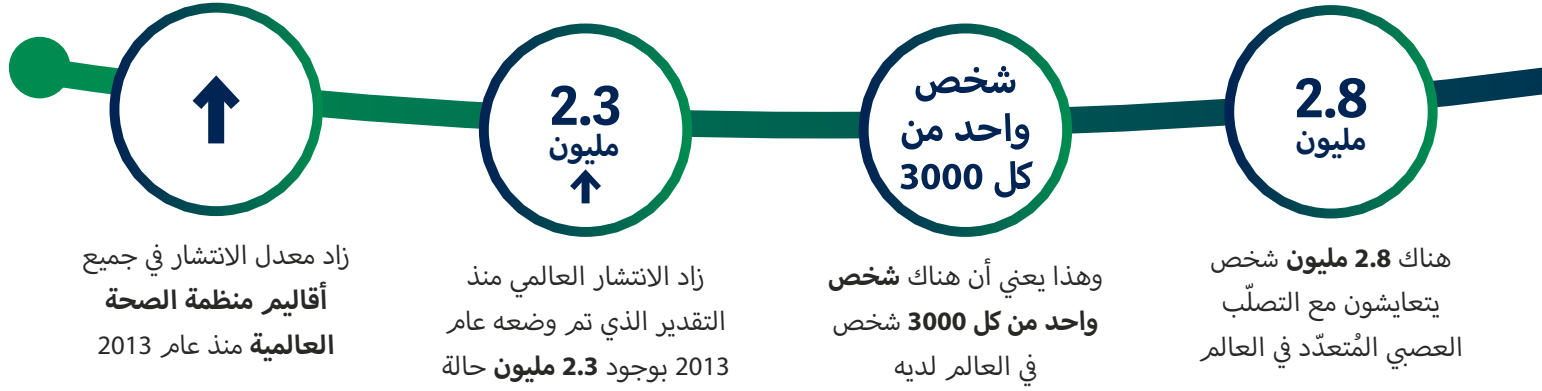 2.8
مليون
هناك 2.8 مليون شخص
يتعايشون مع التصلّب
العصبي المُتعدّد في العالم
شخص
واحد من
كل 3000
وهذا يعني أن هناك شخص
واحد من كل 3000 شخص
في العالم لديه
2.3
مليون
زاد الانتشار العالمي منذ
التقدير الذي تم وضعه عام
2013 بوجود 2.3 مليون حالة
زاد معدل الانتشار في جميع
أقاليم منظمة الصحة
العالمية منذ عام 2013